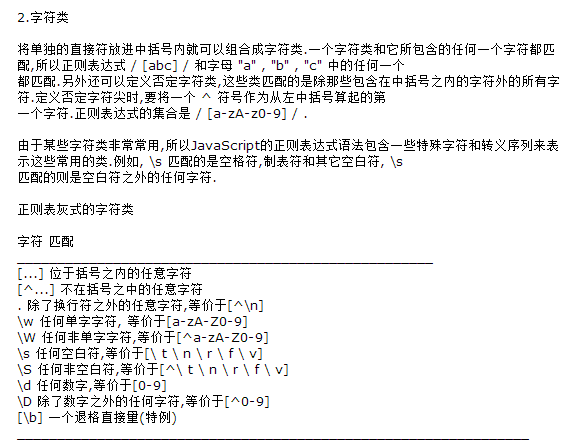 2.字符类
将单独的直接符放进中括号内就可以组合成字符类.一个字符类和它所包含的任何一个字符都匹
配,所以正则表达式 / [abc] / 和字母 "a" , "b" , "c" 中的任何一个
都匹配.另外还可以定义否定字符类,这些类匹配的是除那些包含在中括号之内的字符外的所有字
符.定义否定字符尖时,要将一个 ^ 符号作为从左中括号算起的第
一个字符.正则表达式的集合是 / [a-zA-z0-9] / .
由于某些字符类非常常用,所以JavaScript的正则表达式语法包含一些特殊字符和转义序列来表
示这些常用的类.例如, \s 匹配的是空格符,制表符和其它空白符, \s
匹配的则是空白符之外的任何字符.
正则表灰式的字符类
字符 匹配
____________________________________________________
[...] 位于括号之内的任意字符
[^...] 不在括号之中的任意字符
. 除了换行符之外的任意字符,等价于[^\n]
\w 任何单字字符, 等价于[a-zA-Z0-9]
\W 任何非单字字符,等价于[^a-zA-Z0-9]
\s 任何空白符,等价于[\ t \ n \ r \ f \ v]
\S 任何非空白符,等价于[^\ t \ n \ r \ f \ v]
\d 任何数字,等价于[0-9]
\D 除了数字之外的任何字符,等价于[^0-9]
[\b] 一个退格直接量(特例)
________________________________________________________________